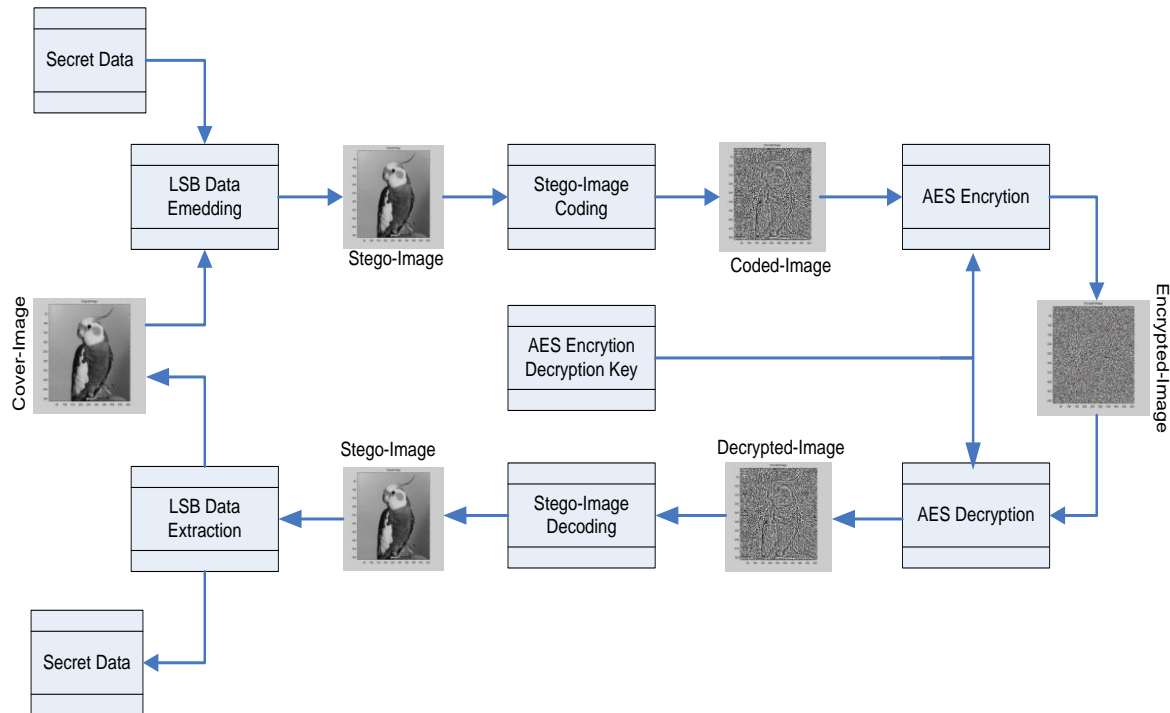 Secret Data
LSB Data
Emedding
Stego-Image
Stego-Image
Coding
Coded-Image
AES Encrytion
Cover-Image
AES Encrytion
Decryption Key
Encrypted-Image
LSB Data
Extraction
Stego-Image
Stego-Image
Decoding
Decrypted-Image
AES Decryption
Secret Data